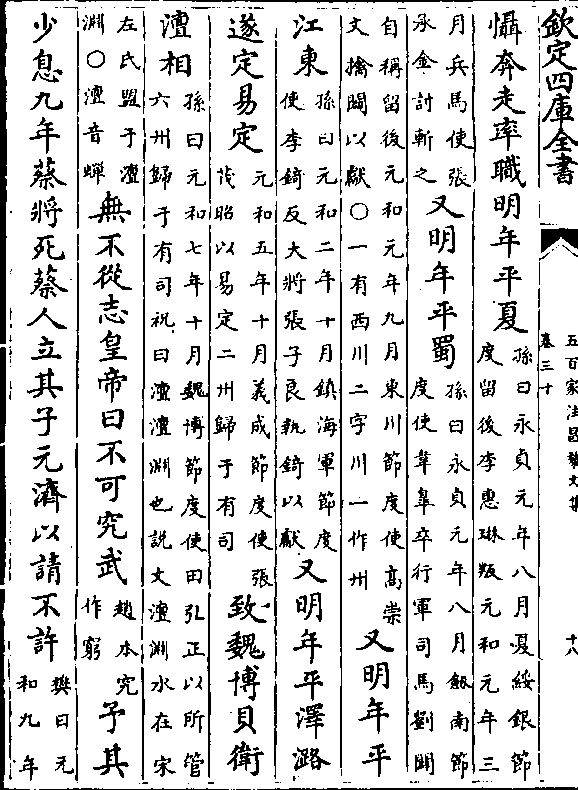 欽定四庫全書
五百家注昌黎文集
卷三十
十八
懾奔走率職明年平夏孫曰永貞元年八月夏綏銀節度留後李惠琳叛元和元年三
月兵馬使張承金討斬之又明年平蜀孫曰永貞元年八月劔南節度使韋臯卒行軍司馬劉闢
自稱留後元和元年九月東川節度使高崇文擒闢以獻〇一有西川二字川一作州又明年平
江東孫曰元和二年十月鎮海軍節度使李錡反大將張子良執錡以獻又明年平澤潞
遂定易定元和五年十月義成節度使張茂昭以易定二州歸于有司致魏博貝衛
澶相孫曰元和七年十月魏博節度使田弘正以所管六州歸于有司祝曰澶澶淵也說文澶淵水在宋
左氏盟于澶淵〇澶音蟬無不從志皇帝曰不可究武趙本究作窮予其
少息九年蔡將死蔡人立其子元濟以請不許樊曰元和九年